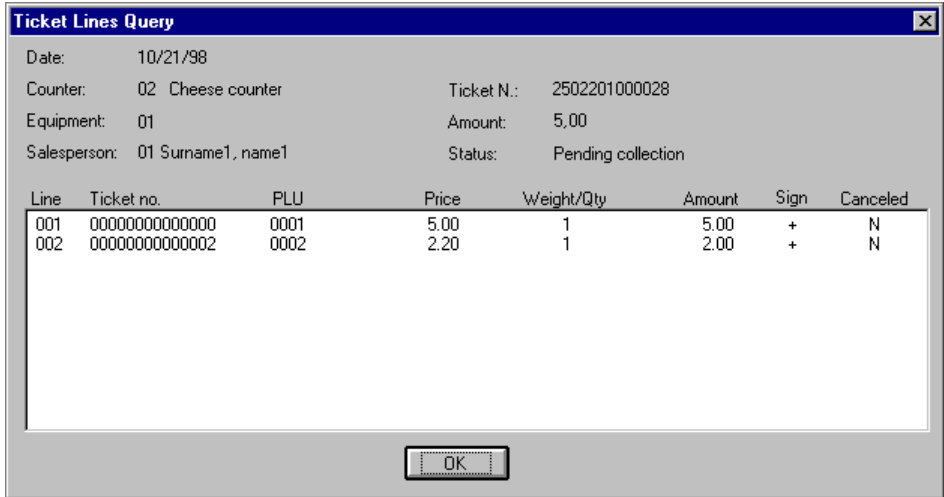 Ticket Lines Query
Date: 10/21/98
Counter: 02 Cheese counter Ticket N.: 2502201000028
Equipment: 01 Amount: 5,00
Salesperson: 01 Surname1, name1 Status: Pending collection
Line Ticket no. PLU Price Weight/Qty Amount Sign Canceled
001 00000000000000 0001 5.00 1 5.00 + N
002 00000000000002 0002 2.20 1 2.00 + N
OK